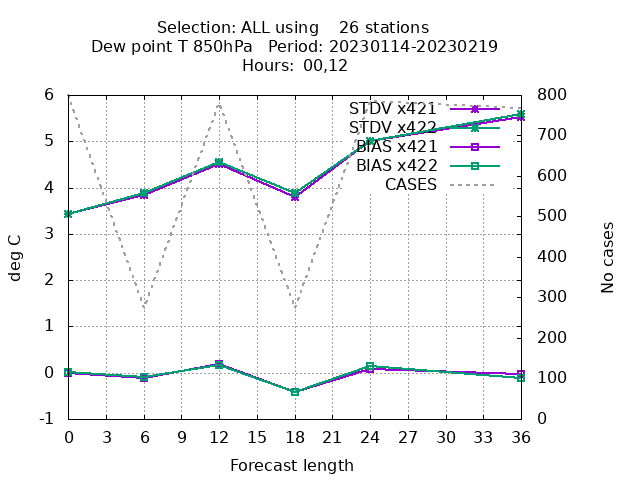 Selection: ALL using 26 stations
Dew point T 850hPa Period: 20230114-20230219
Hours: 00,12
STDV x421
STDV x422
BIAS x421
BIAS x422
CASES
deg C
6
5
4
3
2
1
0
-1
No cases
800
700
600
500
400
300
200
100
0
0 3 6 9 12 15 18 21 24 27 30 33 36
Forecast length